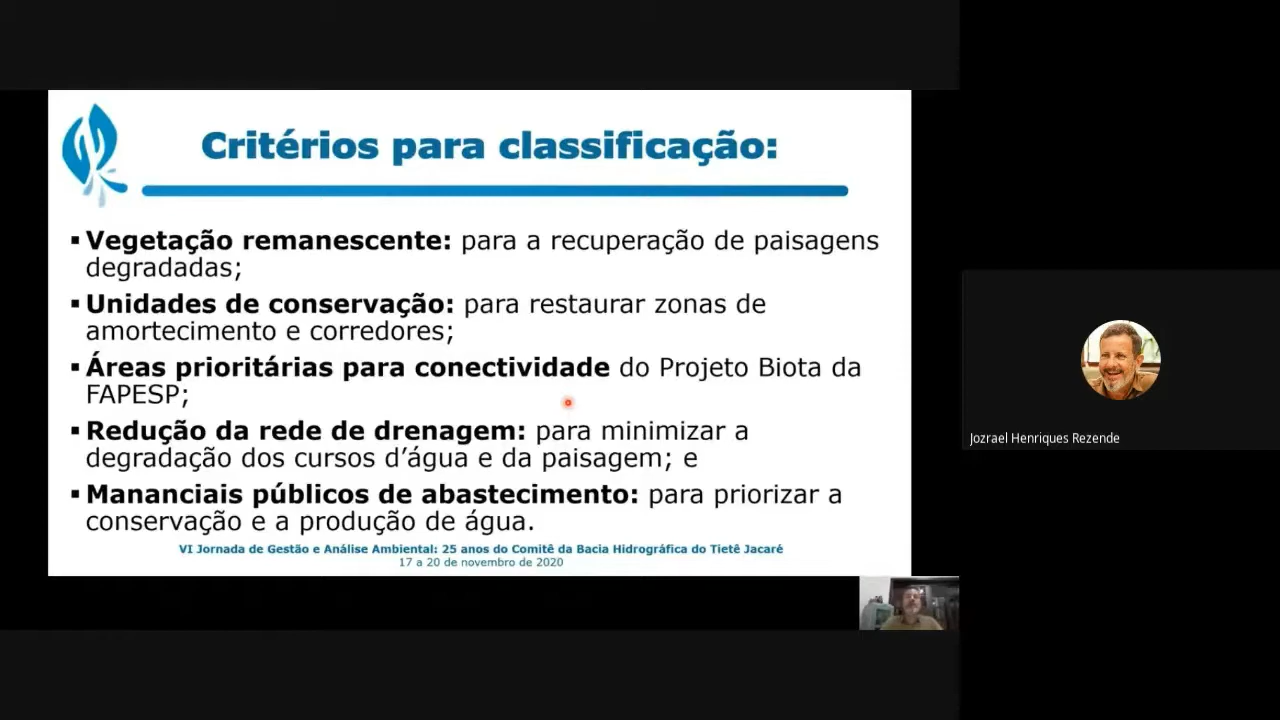 Critérios para classificação:
▪ Vegetação remanescente: para a recuperação de paisagens
degradadas;
▪ Unidades de conservação: para restaurar zonas de
amortecimento e corredores;
▪ Áreas prioritárias para conectividade do Projeto Biota da
FAPESP;
▪ Redução da rede de drenagem: para minimizar a
degradação dos cursos d’água e da paisagem; e
▪ Mananciais públicos de abastecimento: para priorizar a
conservação e a produção de água.
VI Jornada de Gestão e Análise Ambiental: 25 anos do Comitê da Bacia Hidrográfica do Tietê Jacaré
17 a 20 de novembro de 2020
Jozrael Henriques Rezende